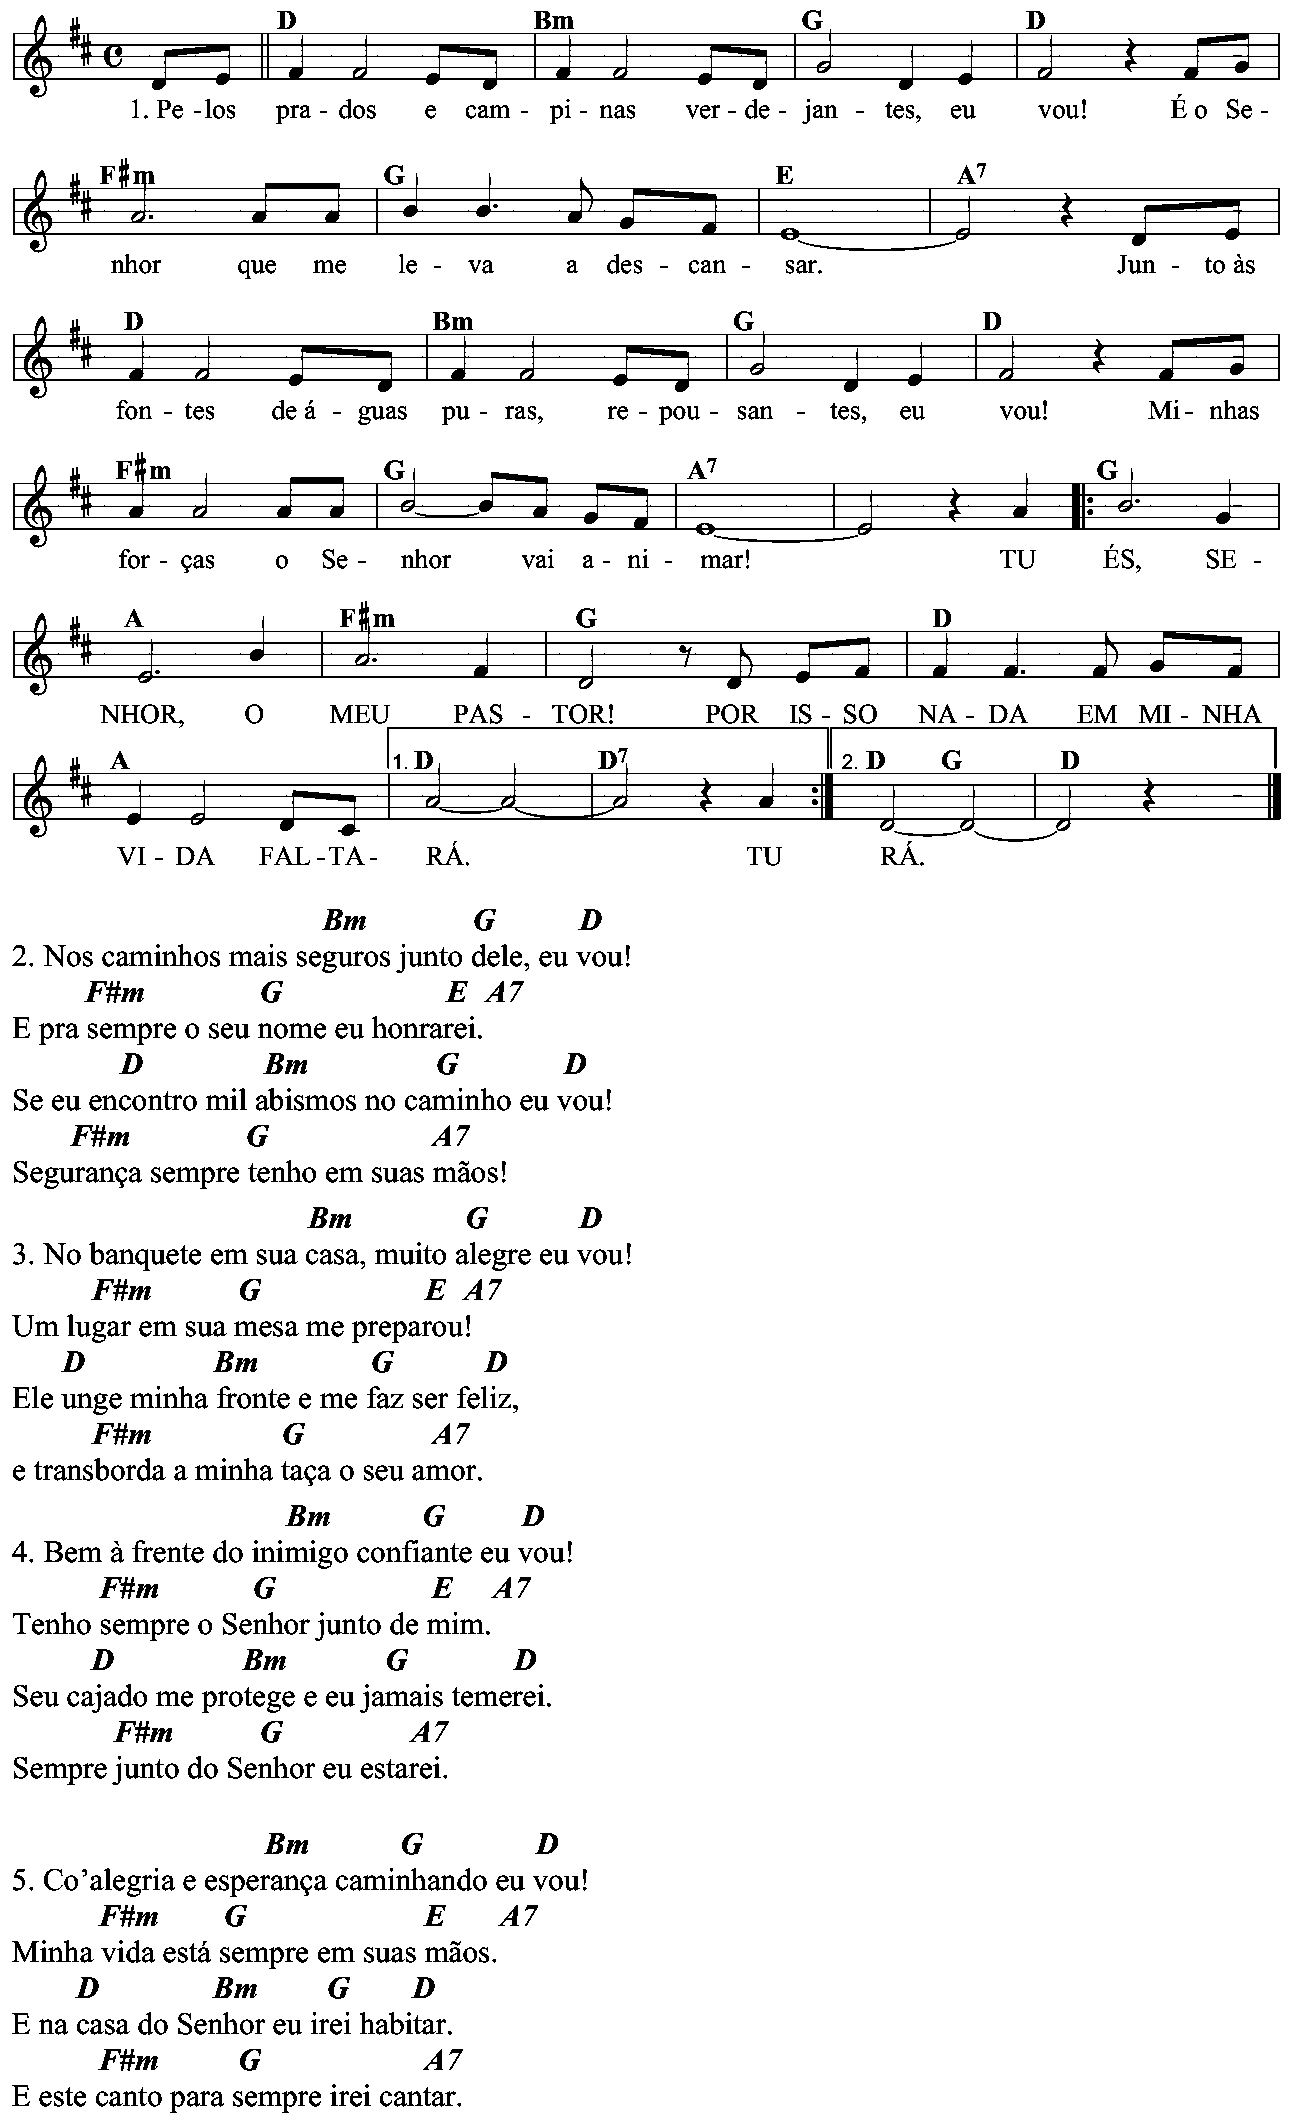 D Bm G D
1. Pe - los pra - dos e cam - pi - nas ver - de - jan - tes, eu vou! É o Se -
F#m G E A7
nhor que me le - va a des - can - sar. Jun - to às
D Bm G D
fon - tes de á - guas pu - ras, re - pou - san - tes, eu vou! Mi - nhas
F#m G A7 G
for - ças o Se - nhor vai a - ni - mar! TU ÉS, SE -
A F#m G D
NHOR, O MEU PAS - TOR! POR IS - SO NA - DA EM MI - NHA
A 1. D D7 2. D G D
VI - DA FAL - TA - RÁ. TU RÁ.
Bm G D
2. Nos caminhos mais seguros junto dele, eu vou!
F#m G E A7
E pra sempre o seu nome eu honrarei.
D Bm G D
Se eu encontro mil abismos no caminho eu vou!
F#m G A7
Segurança sempre tenho em suas mãos!
Bm G D
3. No banquete em sua casa, muito alegre eu vou!
F#m G E A7
Um lugar em sua mesa me preparou!
D Bm G D
Ele unge minha fronte e me faz ser feliz,
F#m G A7
e transborda a minha taça o seu amor.
Bm G D
4. Bem à frente do inimigo confiante eu vou!
F#m G E A7
Tenho sempre o Senhor junto de mim.
D Bm G D
Seu cajado me protege e eu jamais temerei.
F#m G A7
Sempre junto do Senhor eu estarei.
Bm G D
5. Co’alegria e esperança caminhando eu vou!
F#m G E A7
Minha vida está sempre em suas mãos.
D Bm G D
E na casa do Senhor eu irei habitar.
F#m G A7
E este canto para sempre irei cantar.